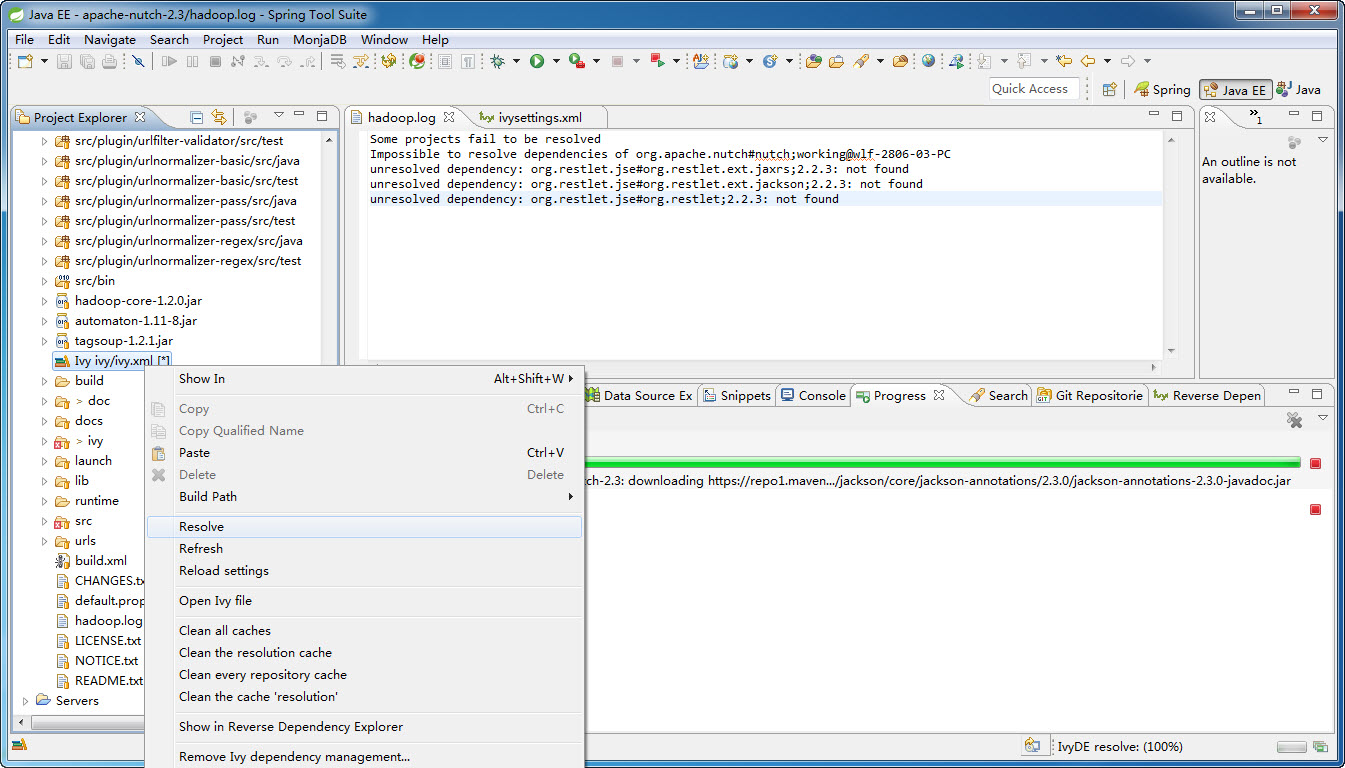 Java EE - apache-nutch-2.3/hadoop.log - Spring Tool Suite
File Edit Navigate Search Project Run MonjaDB Window Help
Quick Access
Spring Java EE Java
Project Explorer
src/plugin/urlfilter-validator/src/test
src/plugin/urlnormalizer-basic/src/java
src/plugin/urlnormalizer-basic/src/test
src/plugin/urlnormalizer-pass/src/java
src/plugin/urlnormalizer-pass/src/test
src/plugin/urlnormalizer-regex/src/java
src/plugin/urlnormalizer-regex/src/test
src/bin
hadoop-core-1.2.0.jar
automaton-1.11-8.jar
tagsoup-1.2.1.jar
Ivy ivy/ivy.xml [*]
build
> doc
docs
> ivy
launch
lib
runtime
src
urls
build.xml
CHANGES.tx
default.prop
hadoop.log
LICENSE.txt
NOTICE.txt
README.txt
Servers
hadoop.log ivysettings.xml
Some projects fail to be resolved
Impossible to resolve dependencies of org.apache.nutch#nutch;working@wlf-2806-03-PC
unresolved dependency: org.restlet.jse#org.restlet.ext.jaxrs;2.2.3: not found
unresolved dependency: org.restlet.jse#org.restlet.ext.jackson;2.2.3: not found
unresolved dependency: org.restlet.jse#org.restlet;2.2.3: not found
»1
An outline is not
available.
Show In Alt+Shift+W
Copy Ctrl+C
Copy Qualified Name
Paste Ctrl+V
Delete Delete
Build Path
Resolve
Refresh
Reload settings
Open Ivy file
Clean all caches
Clean the resolution cache
Clean every repository cache
Clean the cache 'resolution'
Show in Reverse Dependency Explorer
Remove Ivy dependency management...
Data Source Ex Snippets Console Progress Search Git Repositorie Reverse Depen
ch-2.3: downloading https://repo1.maven.../jackson/core/jackson-annotations/2.3.0/jackson-annotations-2.3.0-javadoc.jar
IvyDE resolve: (100%)